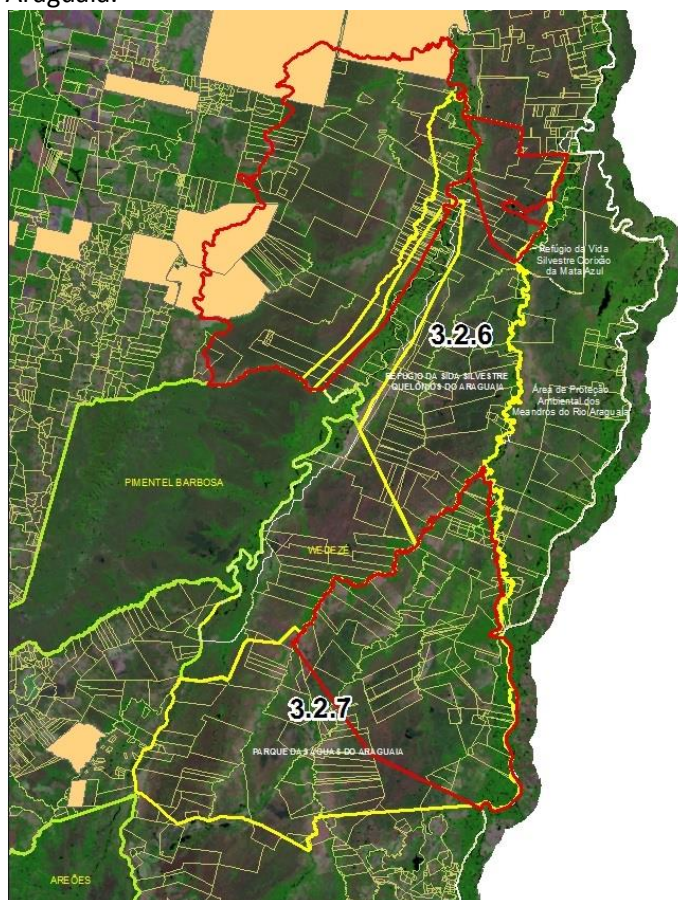 Araguaia.
Refúgio da Vida
Silvestre Corixão
da Mata Azul
3.2.6
REFÚGIO DA SIDA SILVESTRE
QUELÔNIOS DO ARAGUAIA
Área de Proteção
Ambiental dos
Meandros do Rio Araguaia
PIMENTEL BARBOSA
WEDEZÉ
3.2.7
PARQUE DAS ÁGUAS DO ARAGUAIA
AREÕES